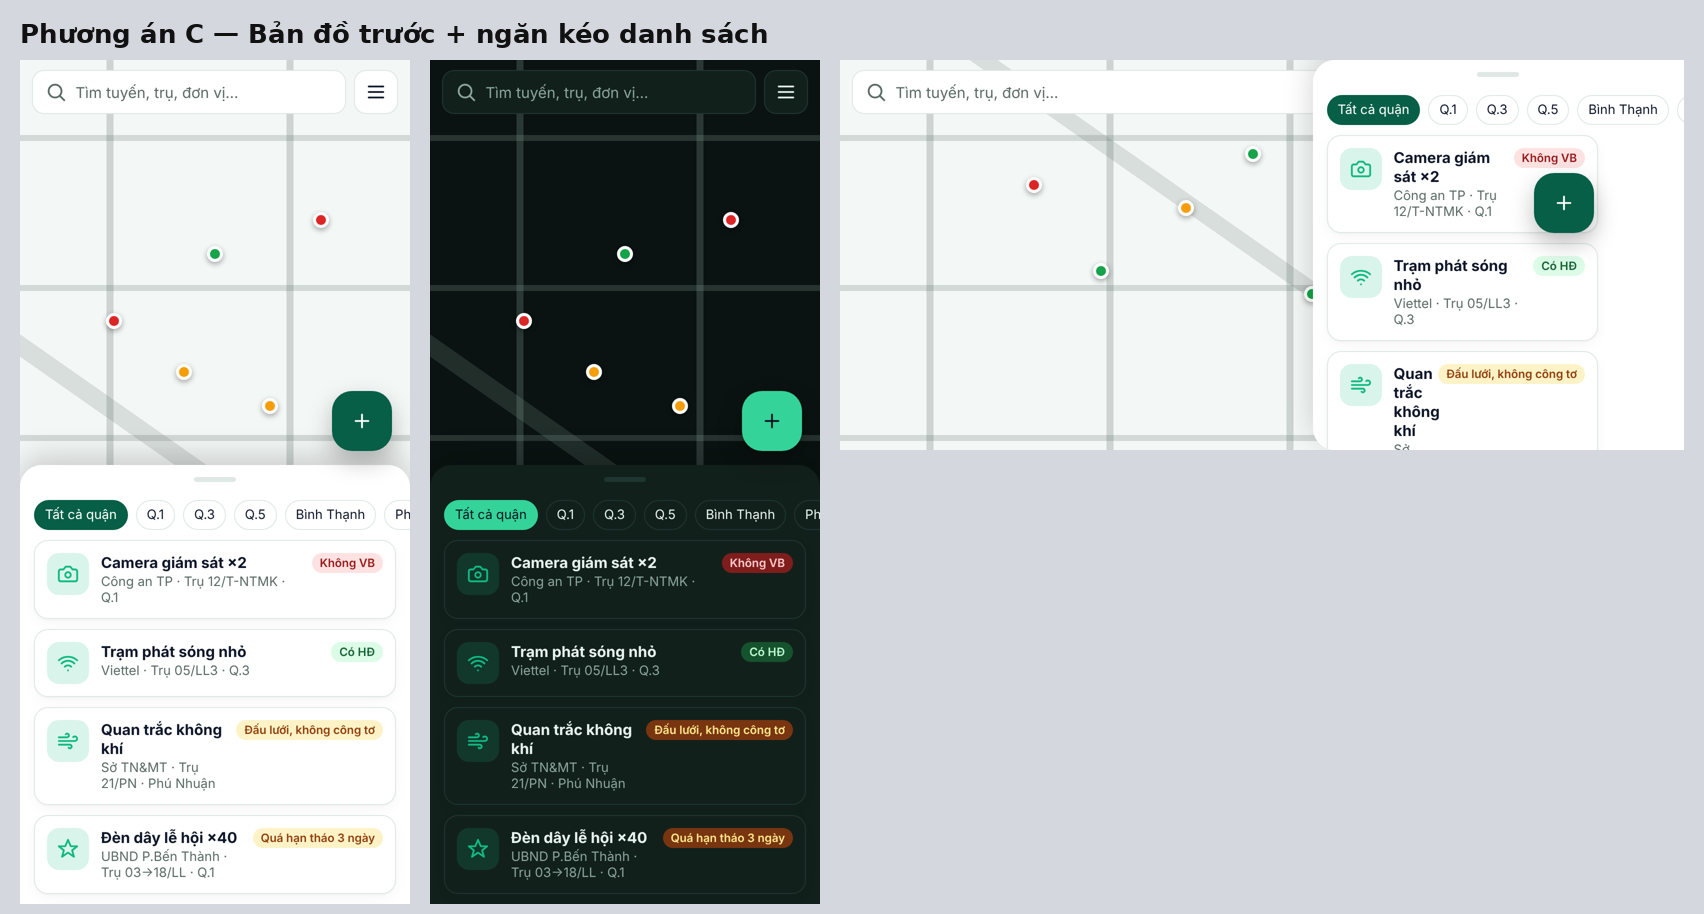 Phương án C — Bản đồ trước + ngăn kéo danh sách
Tìm tuyến, trụ, đơn vị...
Tất cả quận
Q.1
Q.3
Q.5
Bình Thạnh
Ph
Camera giám sát ×2
Không VB
Công an TP · Trụ 12/T-NTMK ·
Q.1
Trạm phát sóng nhỏ
Có HĐ
Viettel · Trụ 05/LL3 · Q.3
Quan trắc không
khí
Đấu lưới, không công tơ
Sở TN&MT · Trụ
21/PN · Phú Nhuận
Đèn dây lễ hội ×40
Quá hạn tháo 3 ngày
UBND P.Bến Thành ·
Trụ 03→18/LL · Q.1
Tìm tuyến, trụ, đơn vị...
Tất cả quận
Q.1
Q.3
Q.5
Bình Thạnh
Ph
Camera giám sát ×2
Không VB
Công an TP · Trụ 12/T-NTMK ·
Q.1
Trạm phát sóng nhỏ
Có HĐ
Viettel · Trụ 05/LL3 · Q.3
Quan trắc không
khí
Đấu lưới, không công tơ
Sở TN&MT · Trụ
21/PN · Phú Nhuận
Đèn dây lễ hội ×40
Quá hạn tháo 3 ngày
UBND P.Bến Thành ·
Trụ 03→18/LL · Q.1
Tìm tuyến, trụ, đơn vị...
Tất cả quận
Q.1
Q.3
Q.5
Bình Thạnh
Camera giám
sát ×2
Không VB
Công an TP · Trụ
12/T-NTMK · Q.1
Trạm phát sóng
nhỏ
Có HĐ
Viettel · Trụ 05/LL3 ·
Q.3
Quan
trắc
không
khí
Đấu lưới, không công tơ
Sở